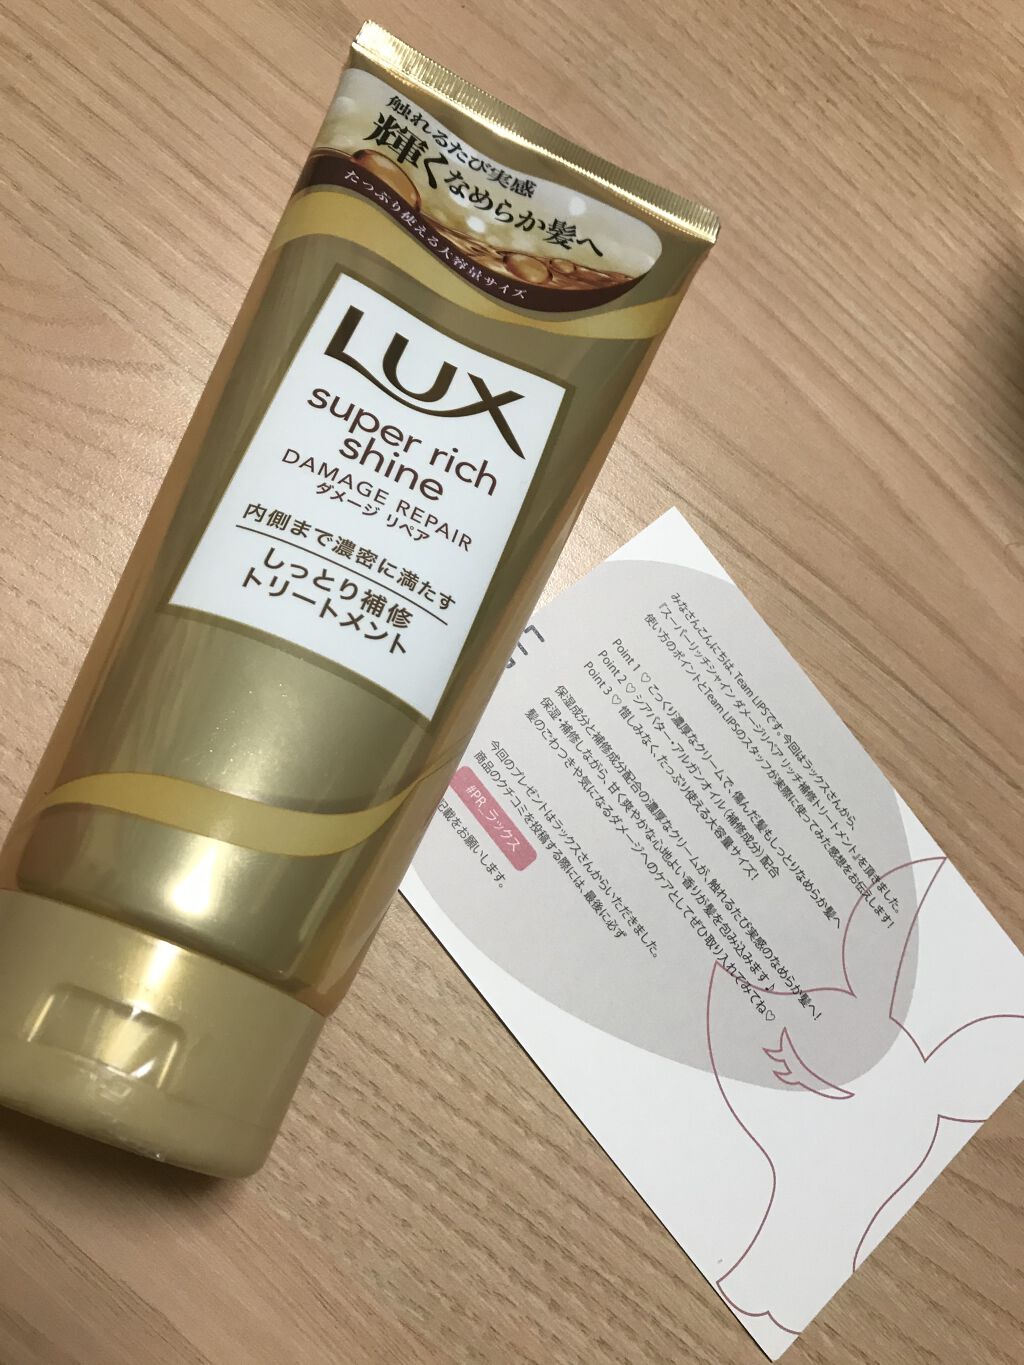 触れるたび実感
輝くなめらか髪へ
たっぷり使える大容量サイズ
LUX
super rich
shine
DAMAGE REPAIR
ダメージ リペア
内側まで濃密に満たす
しっとり補修
トリートメント
みなさんこんにちは、Team LIPSです。今回はラックスさんから、
『スーパーリッチシャイン ダメージリペア リッチ補修トリートメント』を頂きました。
使い方のポイントとTeam LIPSのスタッフが実際に使ってみた感想をお伝えします!
Point 1 ♡ こっくり濃厚なクリームで、傷んだ髪もしっとりなめらか髪へ
Point 2 ♡ シアバター・アルガンオイル（補修成分）配合
Point 3 ♡ 惜しみなく、たっぷり使える大容量サイズ!
保湿成分と補修成分配合の濃厚なクリームが、触れるたび実感のなめらか髪へ!
保湿・補修しながら、甘く爽やかな心地よい香りが髪を包み込みます♪
髪のごわつきや気になるダメージへのケアとしてぜひ取り入れてみてね♡
今回のプレゼントはラックスさんからいただきました。
商品のクチコミを投稿する際には、最後に必ず
#PR_ラックス
記載をお願いします。